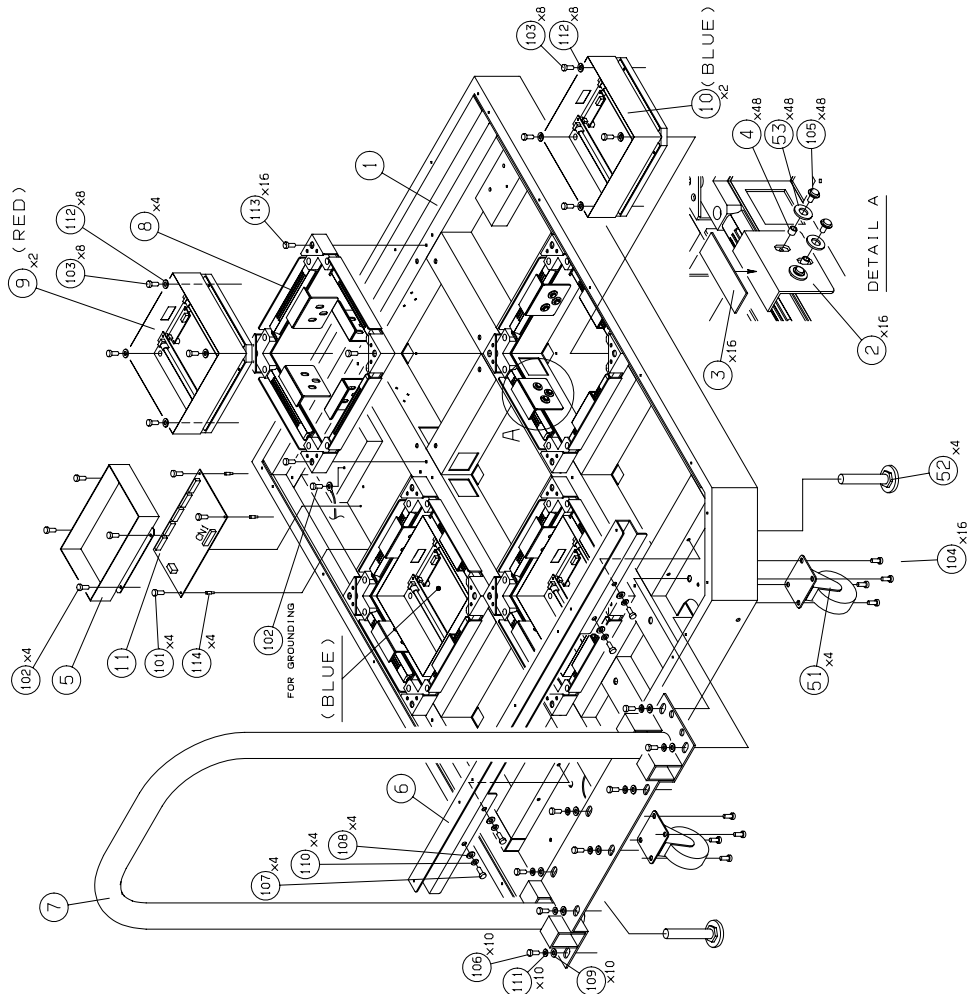 9 x2 (RED)
112 x8
103 x8
8 x4
113 x16
1
103 x8
112 x8
10 x2 (BLUE)
4 x48
53 x48
105 x48
3 x16
2 x16
DETAIL A
A
102 x4
5
11
101 x4
114 x4
102
FOR GROUNDING
(BLUE)
52 x4
104 x16
51 x4
7
6
108 x4
110 x4
107 x4
106 x10
111 x10
109 x10